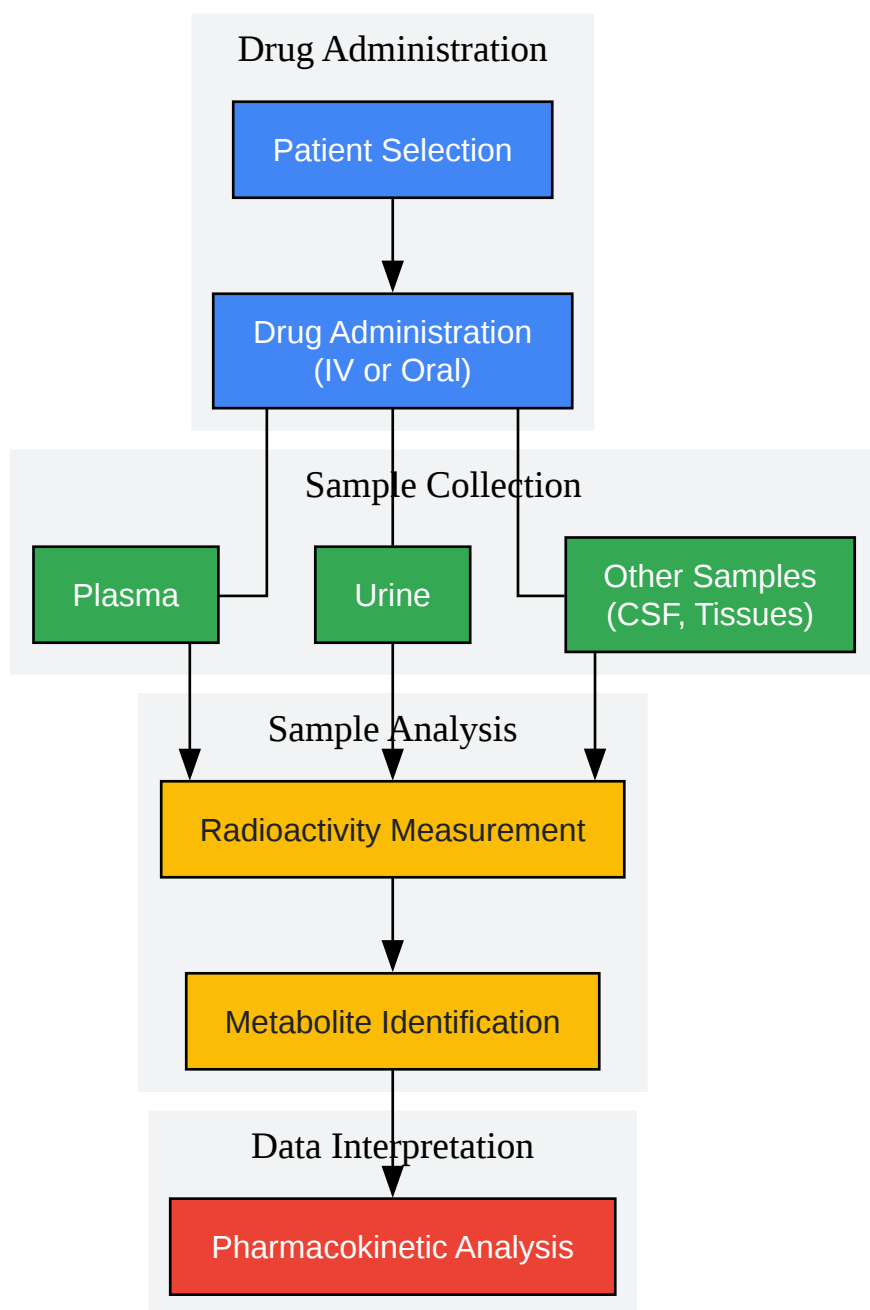 Drug Administration
Patient Selection
Drug Administration
(IV or Oral)
Sample Collection
Plasma
Urine
Other Samples
(CSF, Tissues)
Sample Analysis
Radioactivity Measurement
Metabolite Identification
Data Interpretation
Pharmacokinetic Analysis